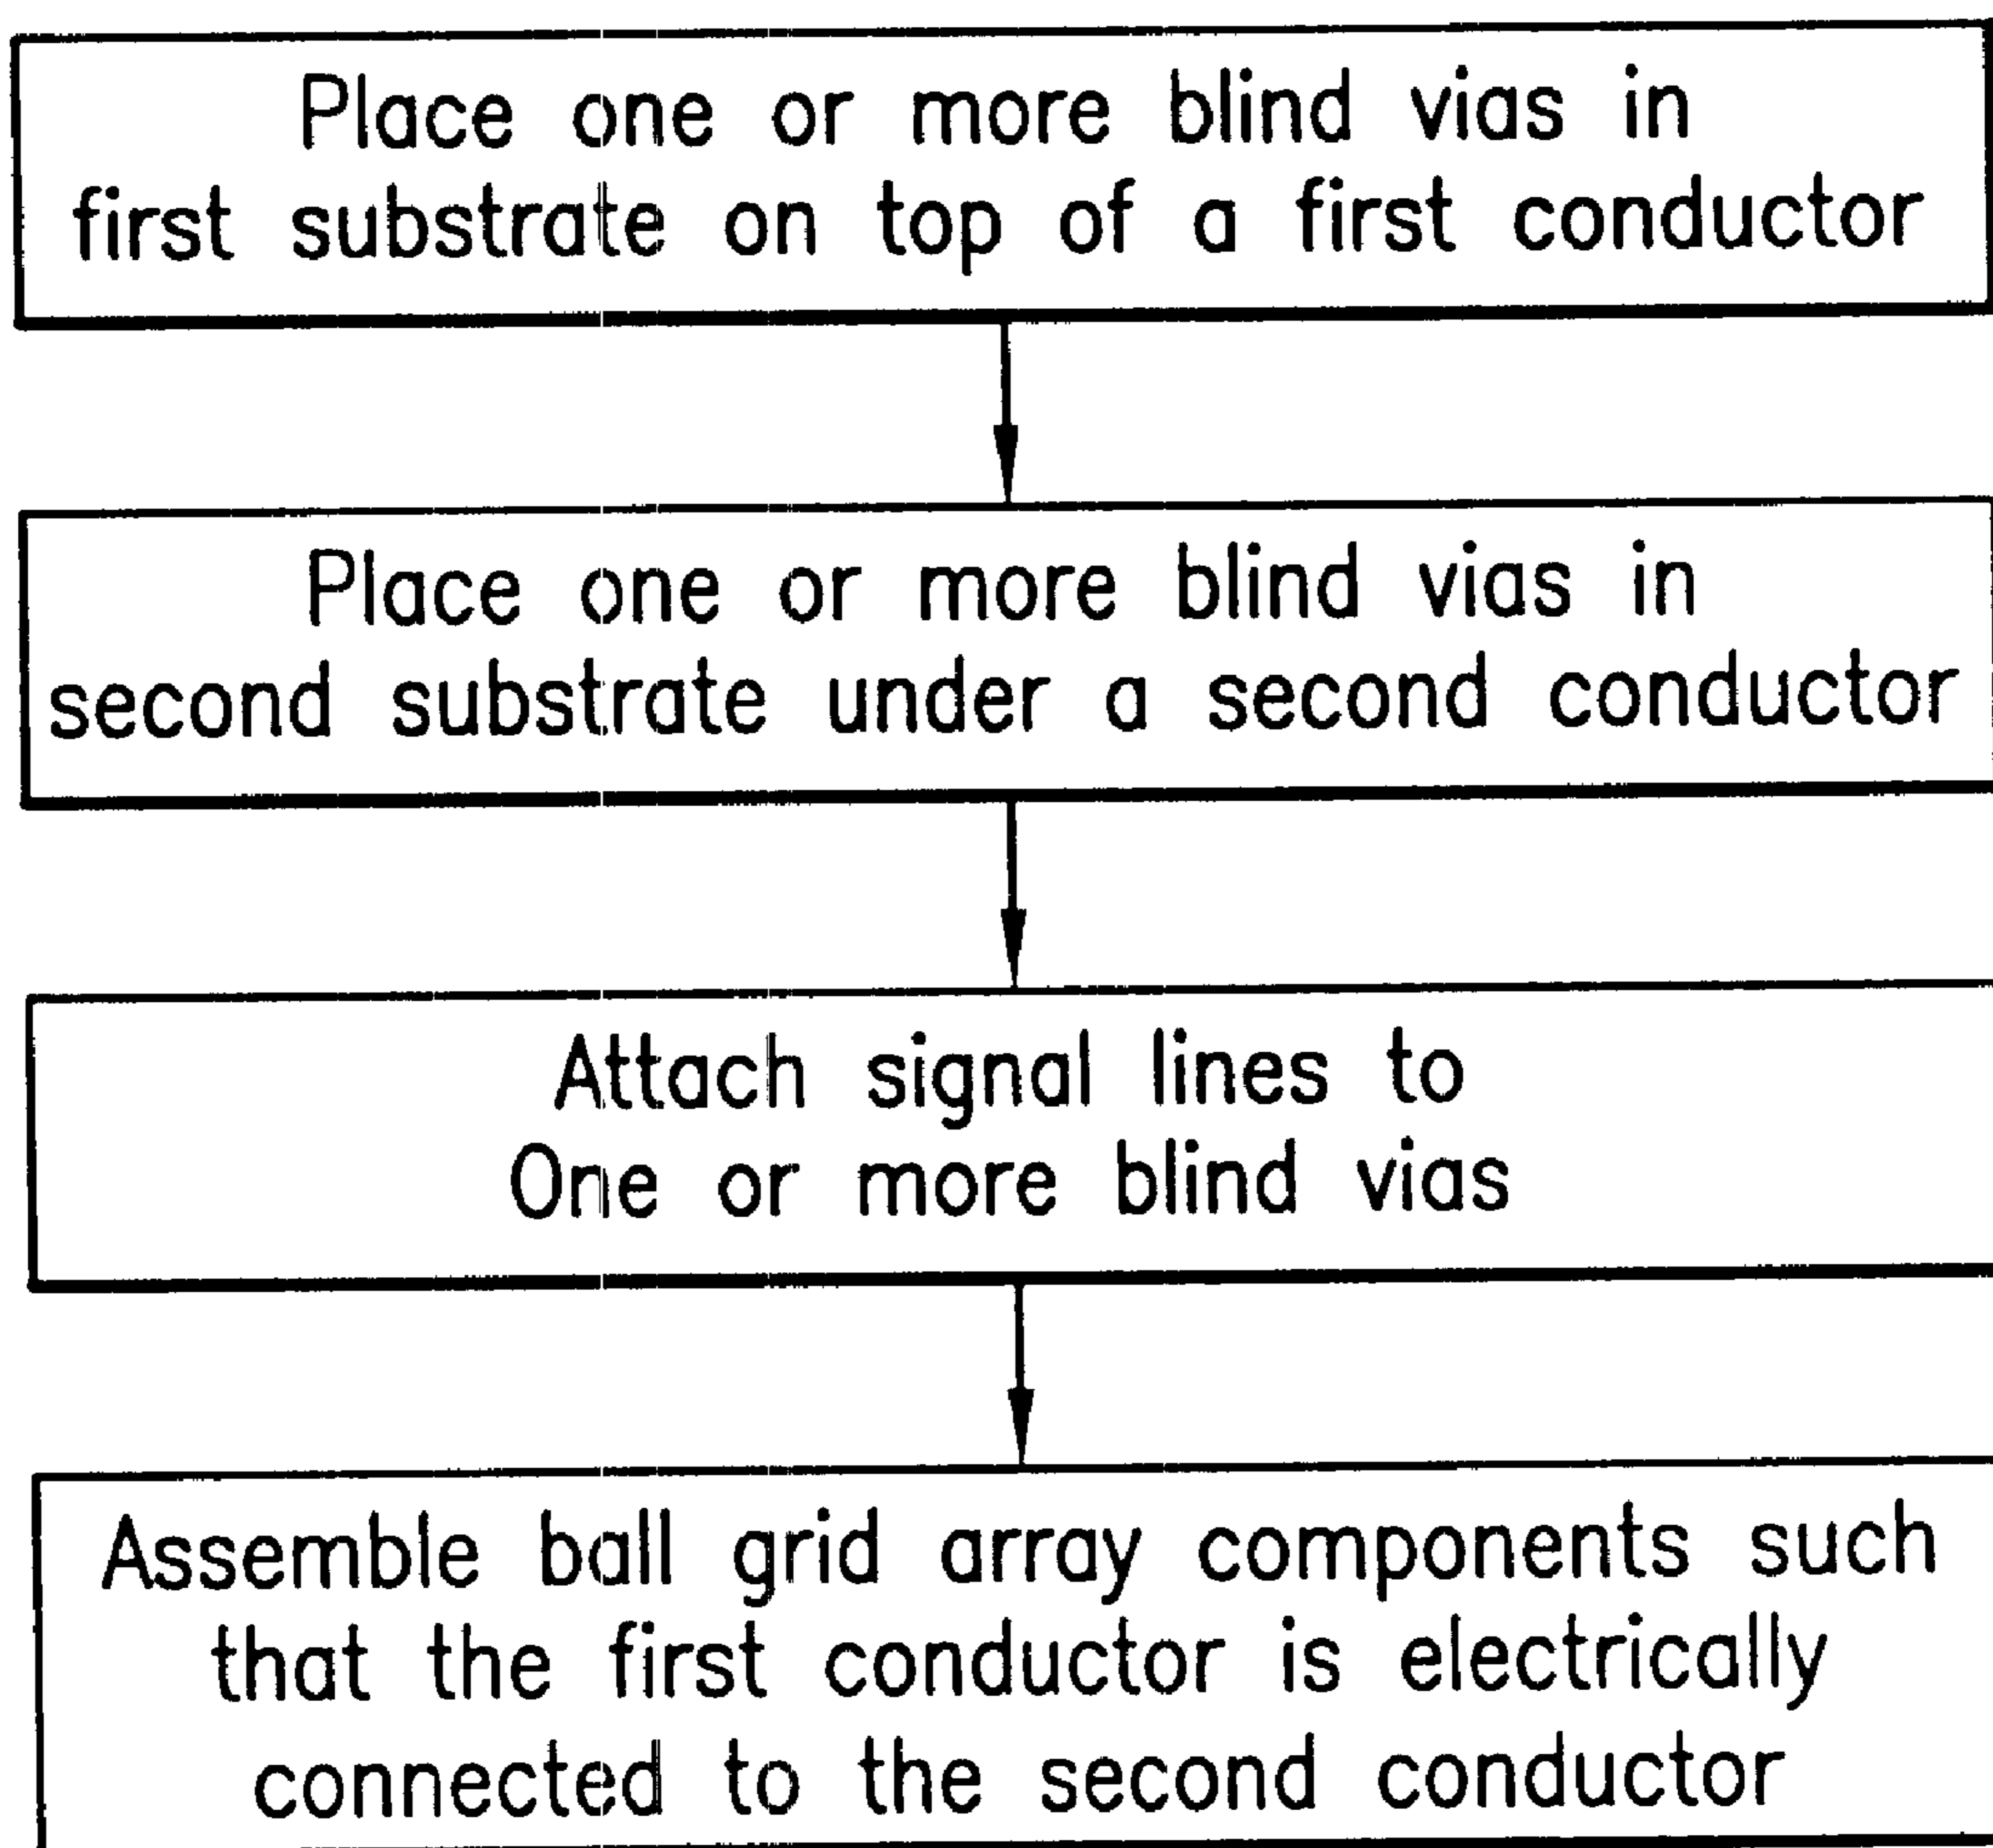 Place one or more blind vias in
first substrate on top of a first conductor
Place one or more blind vias in
second substrate under a second conductor
Attach signal lines to
One or more blind vias
Assemble ball grid array components such
that the first conductor is electrically
connected to the second conductor